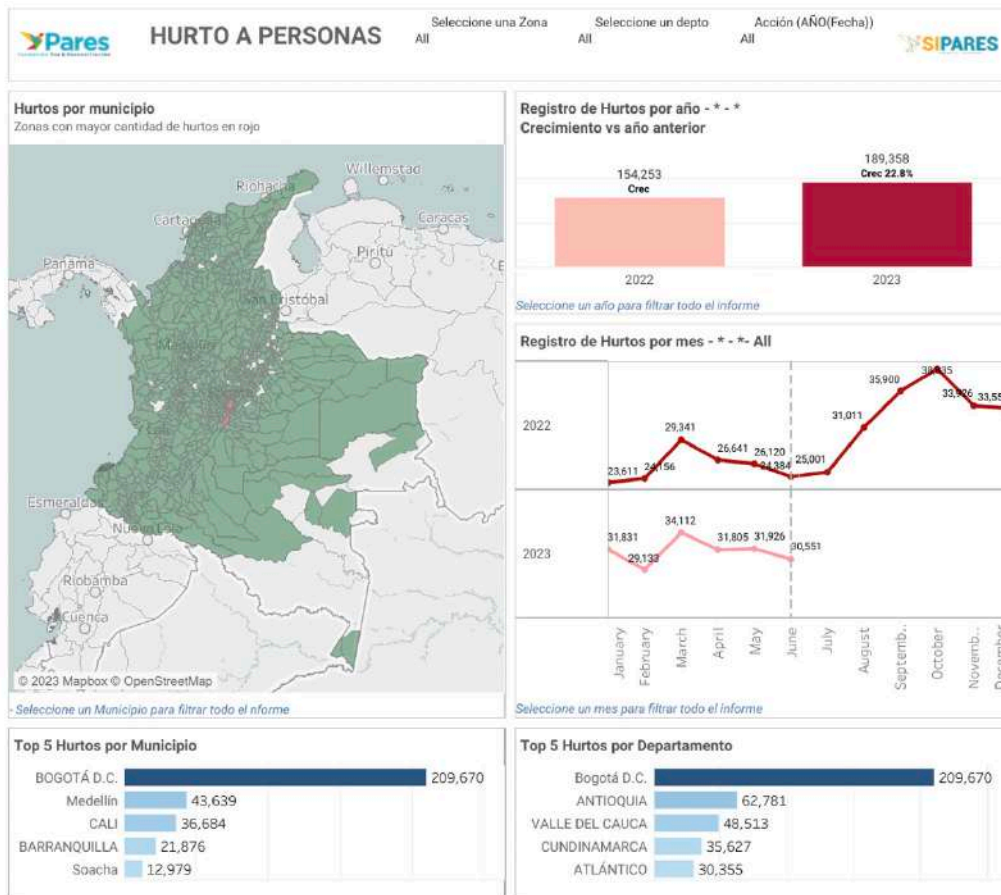 Pares
HURTO A PERSONAS
Seleccione una Zona
All
Seleccione un depto
All
Acción (AÑO(Fecha))
All
SIPARES
Hurtos por municipio
Zonas con mayor cantidad de hurtos en rojo
Willemstad
Riohacha
Cartagena
Caracas
Panamá
Píritu
San Cristóbal
Medellín
Esmeraldas
Nueva Loja
Riobamba
Cuenca
© 2023 Mapbox © OpenStreetMap
- Seleccione un Municipio para filtrar todo el nforme
Registro de Hurtos por año - * - *
Crecimiento vs año anterior
154,253
Crec
189,358
Crec 22.8%
2022
2023
Seleccione un año para filtrar todo el informe
Registro de Hurtos por mes - * - *- All
2022
23,611
24,156
29,341
26,641
26,120
24,384
25,001
31,011
35,900
33,926
2023
31,831
29,133
34,112
31,805
31,926
30,551
January
February
March
April
May
June
July
August
Septemb..
October
Novemb..
December
Seleccione un mes para filtrar todo el informe
Top 5 Hurtos por Municipio
BOGOTÁ D.C. 209,670
Medellín 43,639
CALI 36,684
BARRANQUILLA 21,876
Soacha 12,979
Top 5 Hurtos por Departamento
Bogotá D.C. 209,670
ANTIOQUIA 62,781
VALLE DEL CAUCA 48,513
CUNDINAMARCA 35,627
ATLÁNTICO 30,355